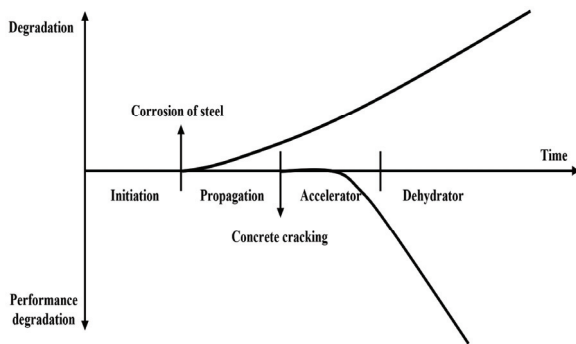 Degradation
Corrosion of steel
Time
Initiation
Propagation
Accelerator
Dehydrator
Concrete cracking
Performance
degradation